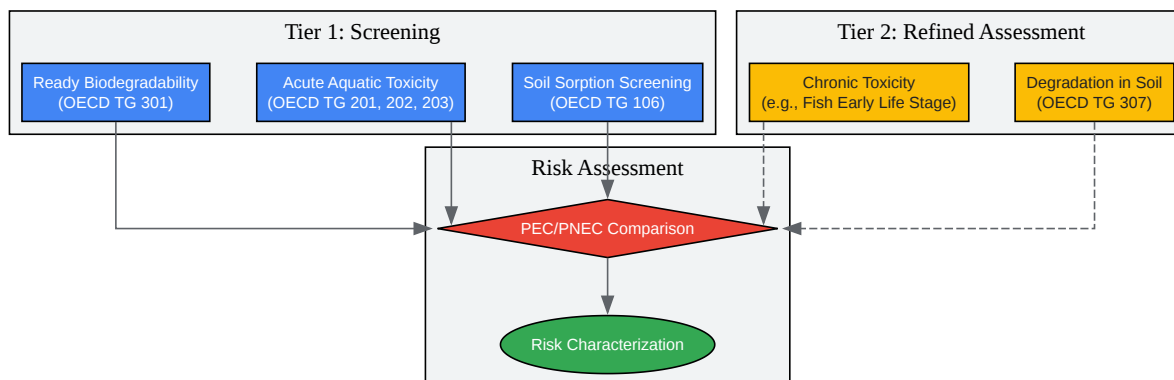 Tier 1: Screening
Ready Biodegradability
(OECD TG 301)
Acute Aquatic Toxicity
(OECD TG 201, 202, 203)
Soil Sorption Screening
(OECD TG 106)
Tier 2: Refined Assessment
Chronic Toxicity
(e.g., Fish Early Life Stage)
Degradation in Soil
(OECD TG 307)
Risk Assessment
PEC/PNEC Comparison
Risk Characterization